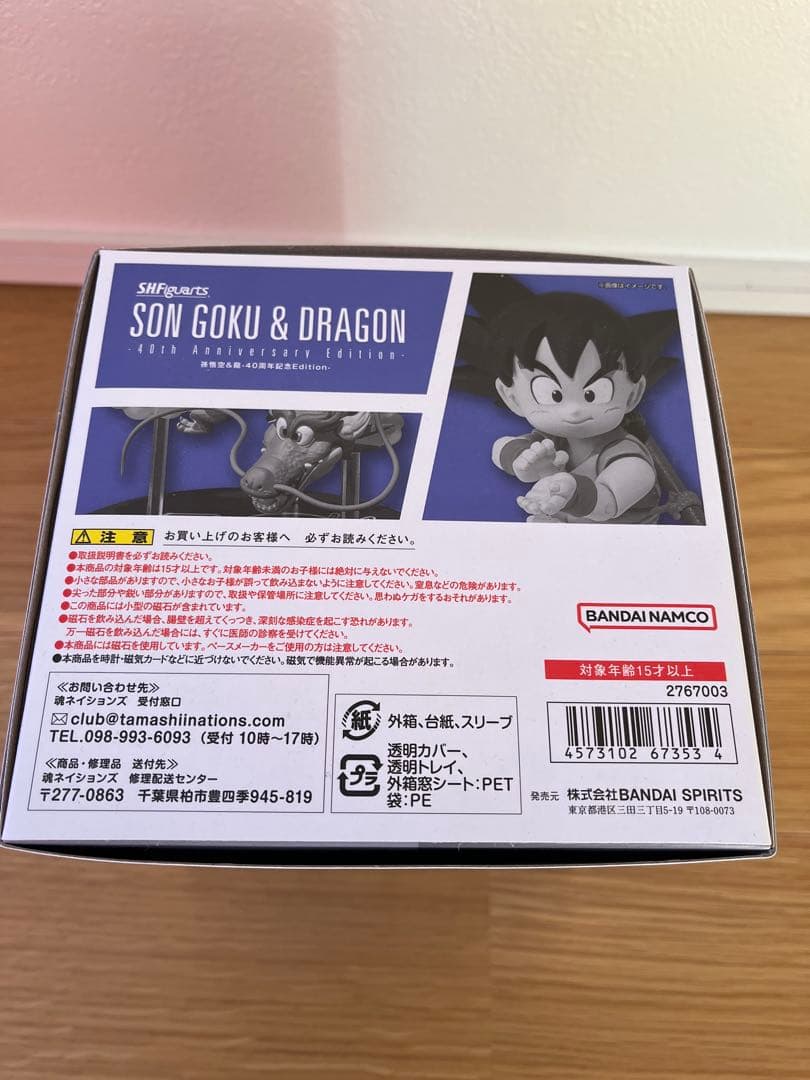 S.H.Figuarts
SON GOKU & DRAGON
-40th Anniversary Edition-
孫悟空&龍-40周年記念Edition-
※画像はイメージです
注 意 お買い上げのお客様へ 必ずお読みください。
●取扱説明書を必ずお読みください。
●本商品の対象年齢は15才以上です。対象年齢未満のお子様には絶対に与えないでください。
●小さな部品がありますので、小さなお子様が誤って飲み込まないように注意してください。窒息などの危険があります。
●尖った部分や鋭い部分がありますので、取扱や保管場所に注意してください。思わぬケガをするおそれがあります。
●この商品には小型の磁石が含まれています。
●磁石を飲み込んだ場合、腸壁を超えてくっつき、深刻な感染症を起こす恐れがあります。
万一磁石を飲み込んだ場合には、すぐに医師の診察を受けてください。
●本商品には磁石を使用しています。ペースメーカーをご使用の方は注意してください。
●本商品を時計・磁気カードなどに近づけないでください。磁気で機能異常が起こる場合があります。
BANDAI NAMCO
対象年齢15才以上
2767003
≪お問い合わせ先≫
魂ネイションズ 受付窓口
club@tamashiinations.com
TEL.098-993-6093 (受付 10時~17時)
≪商品・修理品 送付先≫
魂ネイションズ 修理配送センター
〒277-0863 千葉県柏市豊四季945-819
紙 外箱、台紙、スリーブ
プラ 透明カバー、
透明トレイ、
外箱窓シート:PET
袋:PE
4573102 67353 4
発売元 株式会社BANDAI SPIRITS
東京都港区三田三丁目5-19 〒108-0073